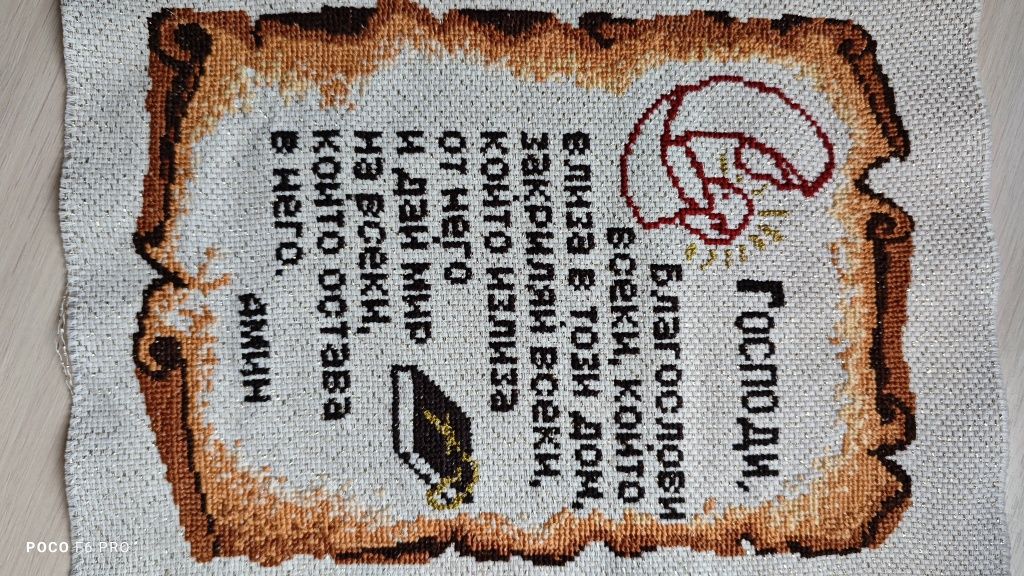 Господи,
Благослови
всеки, който
влиза в този дом,
закриляй всеки,
който излиза
от него
и дай мир
на всеки,
който остава
в него.
Амин
POCO F6 PRO